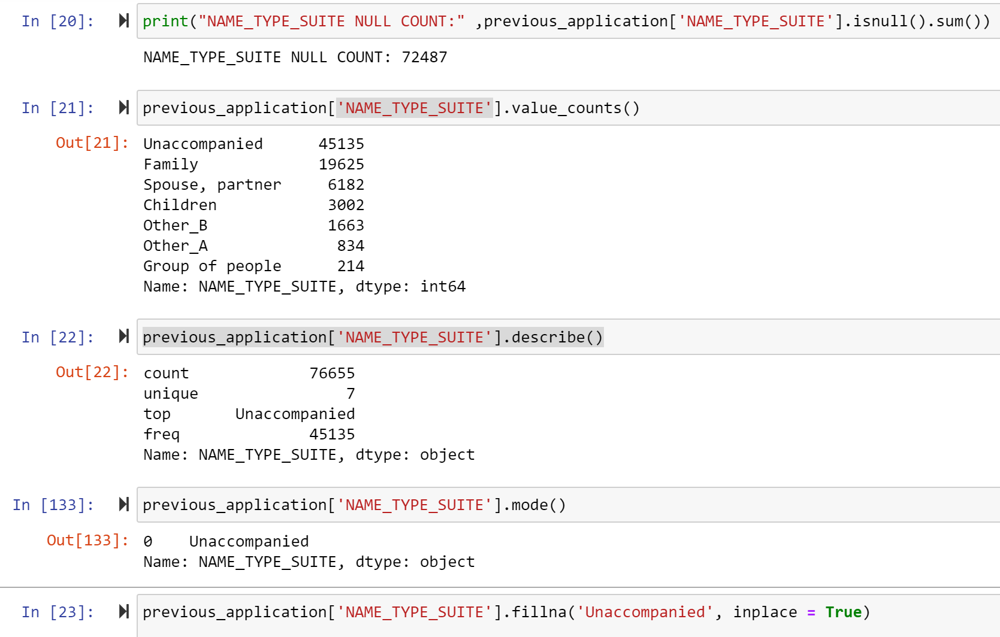 In [20]: print("NAME_TYPE_SUITE NULL COUNT:" ,previous_application['NAME_TYPE_SUITE'].isnull().sum())
NAME_TYPE_SUITE NULL COUNT: 72487
In [21]: previous_application['NAME_TYPE_SUITE'].value_counts()
Out[21]: Unaccompanied      45135
Family             19625
Spouse, partner     6182
Children            3002
Other_B             1663
Other_A              834
Group of people      214
Name: NAME_TYPE_SUITE, dtype: int64
In [22]: previous_application['NAME_TYPE_SUITE'].describe()
Out[22]: count             76655
unique                7
top       Unaccompanied
freq              45135
Name: NAME_TYPE_SUITE, dtype: object
In [133]: previous_application['NAME_TYPE_SUITE'].mode()
Out[133]: 0    Unaccompanied
Name: NAME_TYPE_SUITE, dtype: object
In [23]: previous_application['NAME_TYPE_SUITE'].fillna('Unaccompanied', inplace = True)